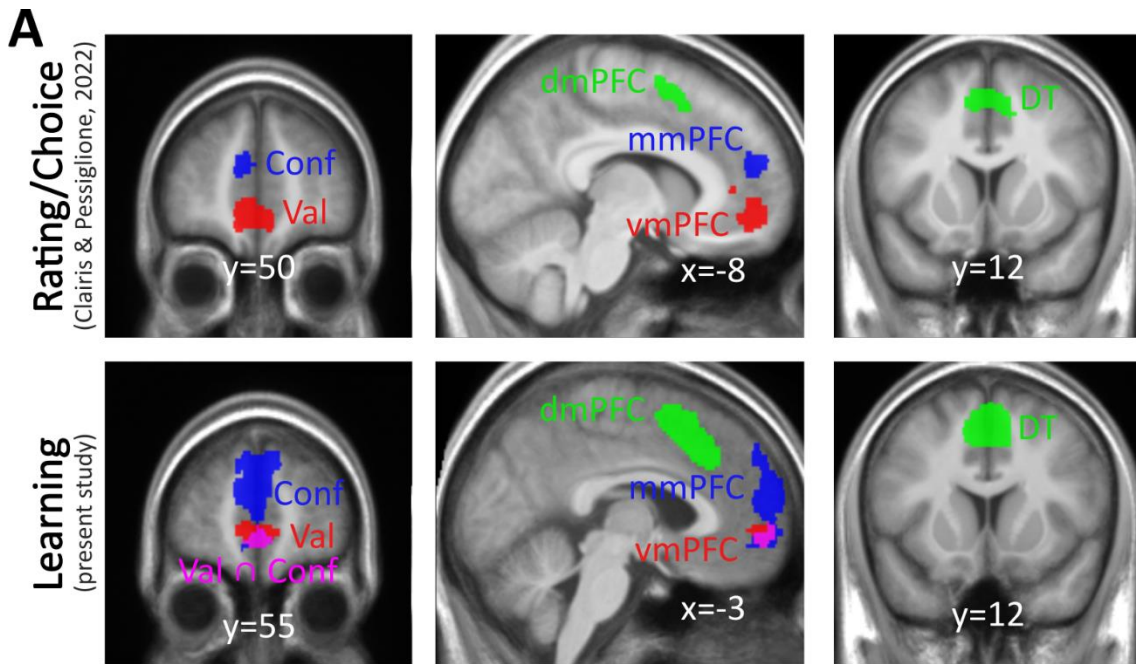 A
Rating/Choice
(Clairis & Pessiglione, 2022)
Conf
Val
y=50
dmPFC
mmPFC
vmPFC
x=-8
DT
y=12
Learning
(present study)
Conf
Val
Val ∩ Conf
y=55
dmPFC
mmPFC
vmPFC
x=-3
DT
y=12